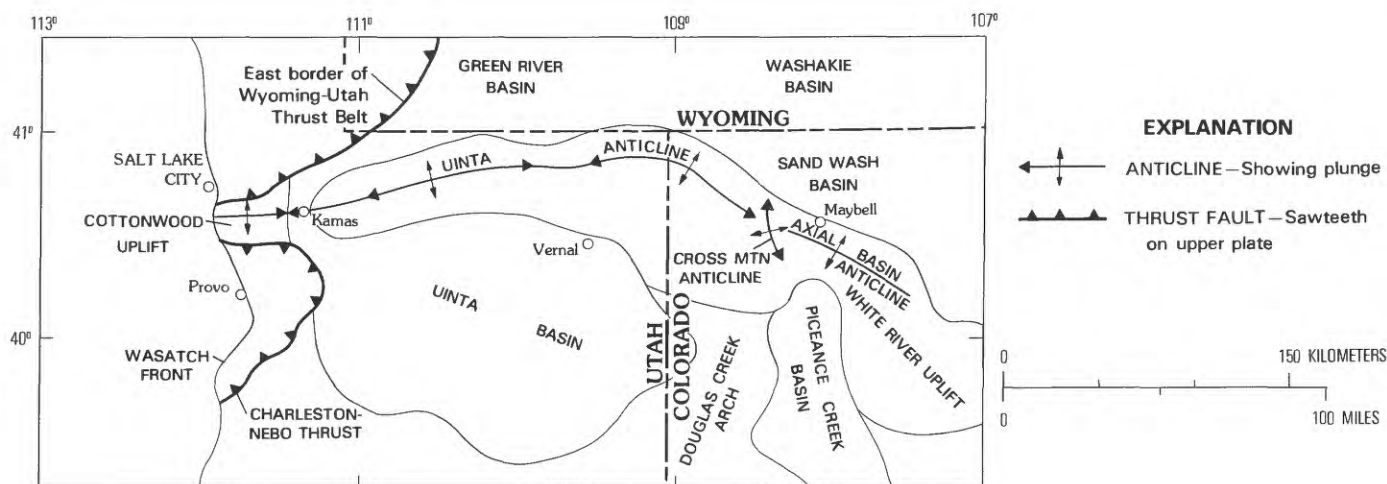 113°
111°
109°
107°
East border of
Wyoming-Utah
Thrust Belt
GREEN RIVER
BASIN
WASHAKIE
BASIN
41°
WYOMING
SALT LAKE
CITY
UINTA
ANTICLINE
SAND WASH
BASIN
Maybell
COTTONWOOD
UPLIFT
Kamas
Vernal
CROSS MTN
ANTICLINE
AXIAL
BASIN
ANTICLINE
Provo
UINTA
BASIN
WHITE RIVER UPLIFT
40°
UTAH
COLORADO
WASATCH
FRONT
DOUGLAS CREEK
ARCH
PICEANCE CREEK
BASIN
CHARLESTON-
NEBO THRUST
EXPLANATION
ANTICLINE—Showing plunge
THRUST FAULT—Sawteeth
on upper plate
0 150 KILOMETERS
0 100 MILES